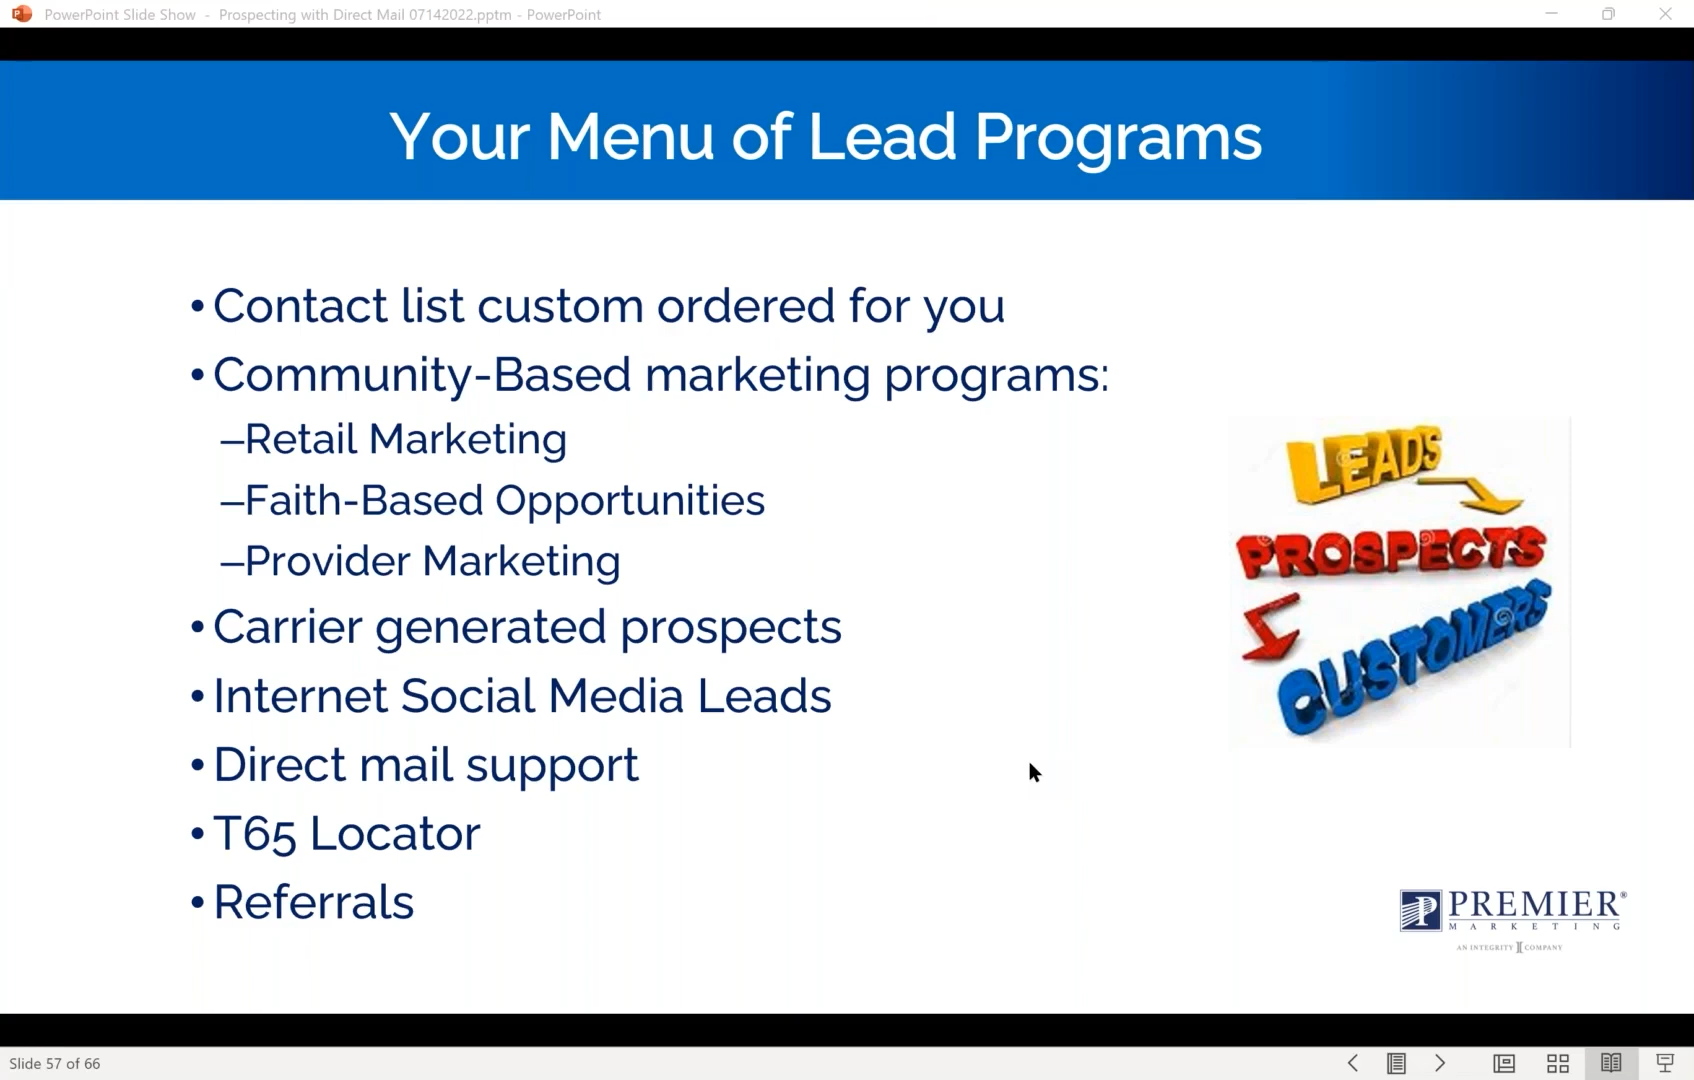 PowerPoint Slide Show - Prospecting with Direct Mail 07142022.pptm - PowerPoint
Your Menu of Lead Programs
• Contact list custom ordered for you
• Community-Based marketing programs:
–Retail Marketing
–Faith-Based Opportunities
–Provider Marketing
• Carrier generated prospects
• Internet Social Media Leads
• Direct mail support
• T65 Locator
• Referrals
LEADS
PROSPECTS
CUSTOMERS
PREMIER®
MARKETING
AN INTEGRITY COMPANY
Slide 57 of 66